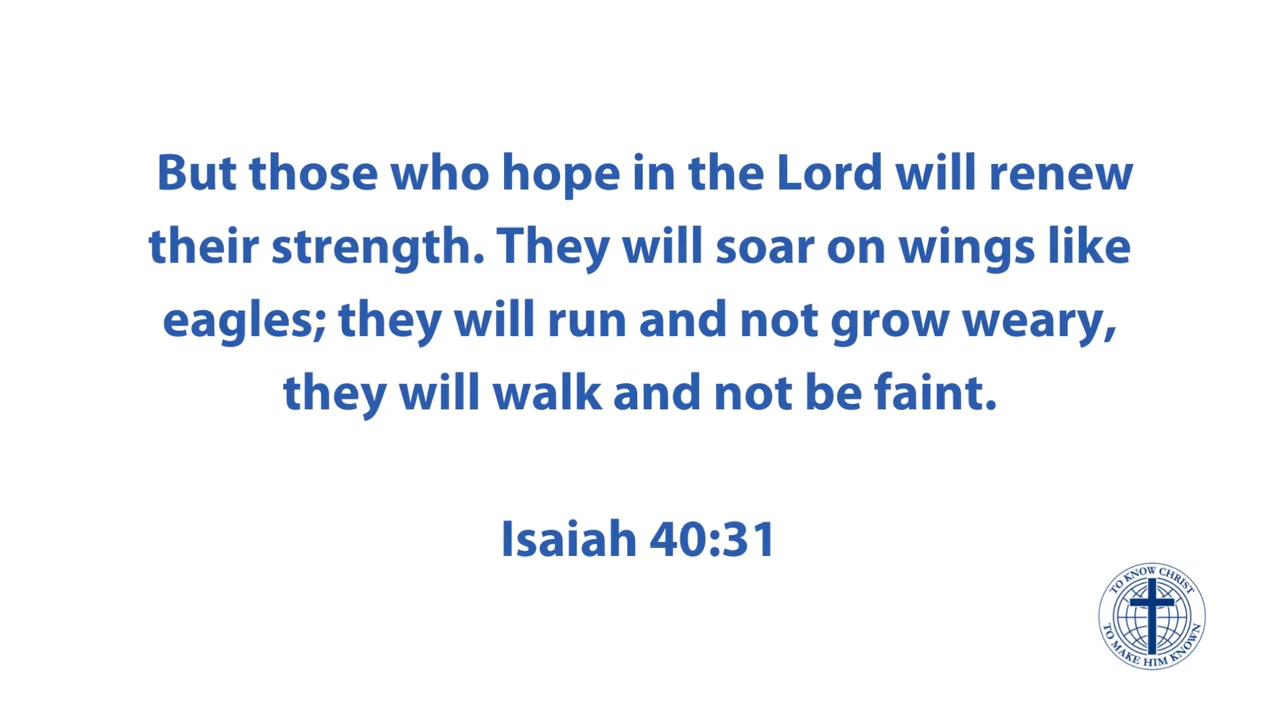 But those who hope in the Lord will renew
their strength. They will soar on wings like
eagles; they will run and not grow weary,
they will walk and not be faint.
Isaiah 40:31
TO KNOW CHRIST
TO MAKE HIM KNOWN